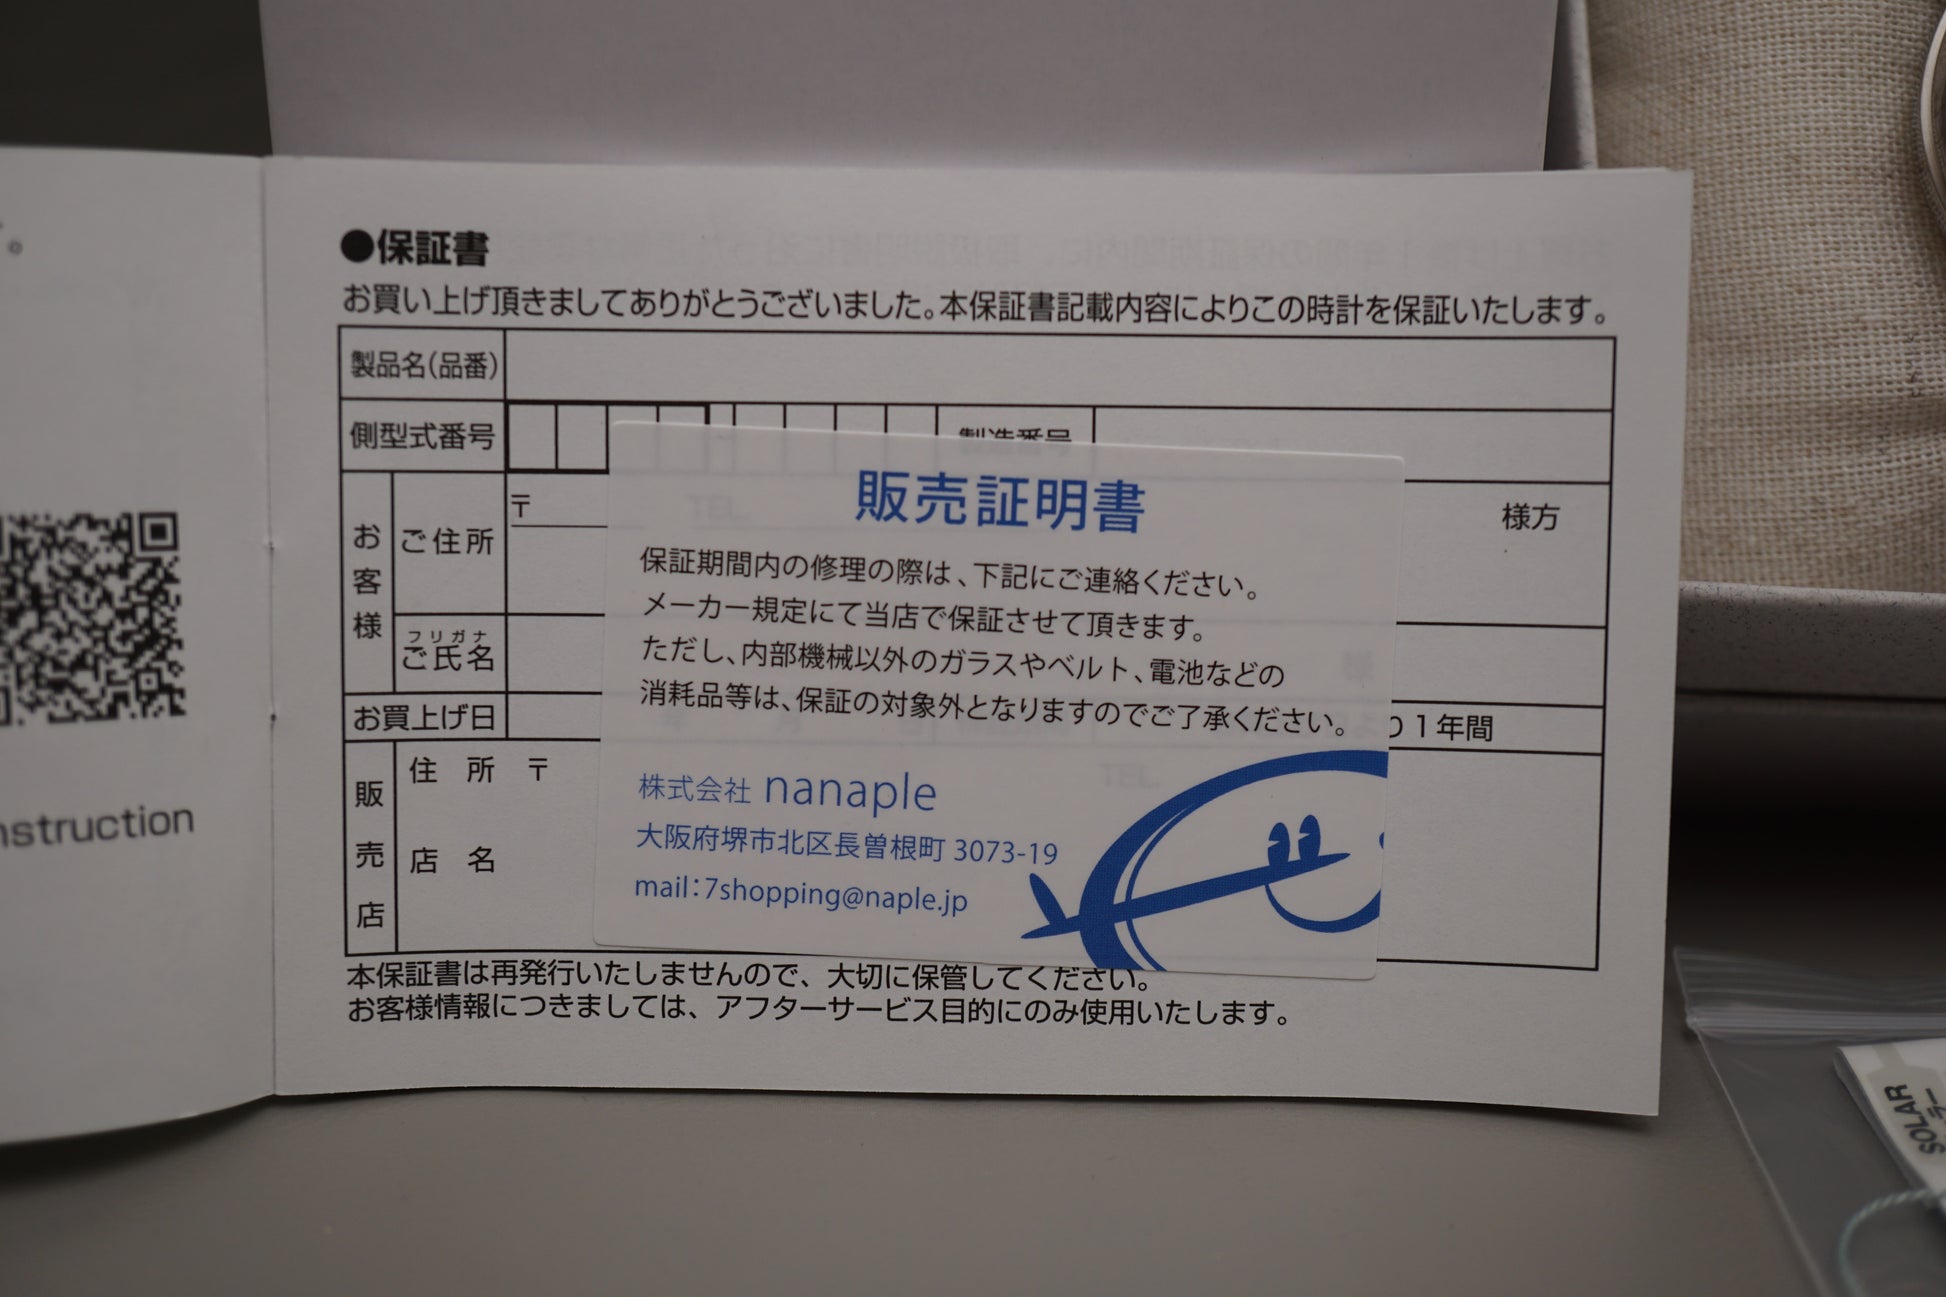 ●保証書
お買い上げ頂きましてありがとうございました。本保証書記載内容によりこの時計を保証いたします。
製品名(品番)
側型式番号
製造番号
お客様
ご住所
〒
TEL.
様方
フリガナ
ご氏名
様
お買上げ日
年 月 日
り1年間
販売店
住 所 〒
TEL.
店 名
販売証明書
保証期間内の修理の際は、下記にご連絡ください。
メーカー規定にて当店で保証させて頂きます。
ただし、内部機械以外のガラスやベルト、電池などの
消耗品等は、保証の対象外となりますのでご了承ください。
株式会社 nanaple
大阪府堺市北区長曽根町 3073-19
mail：7shopping@naple.jp
本保証書は再発行いたしませんので、大切に保管してください。
お客様情報につきましては、アフターサービス目的にのみ使用いたします。
nstruction
SOLAR